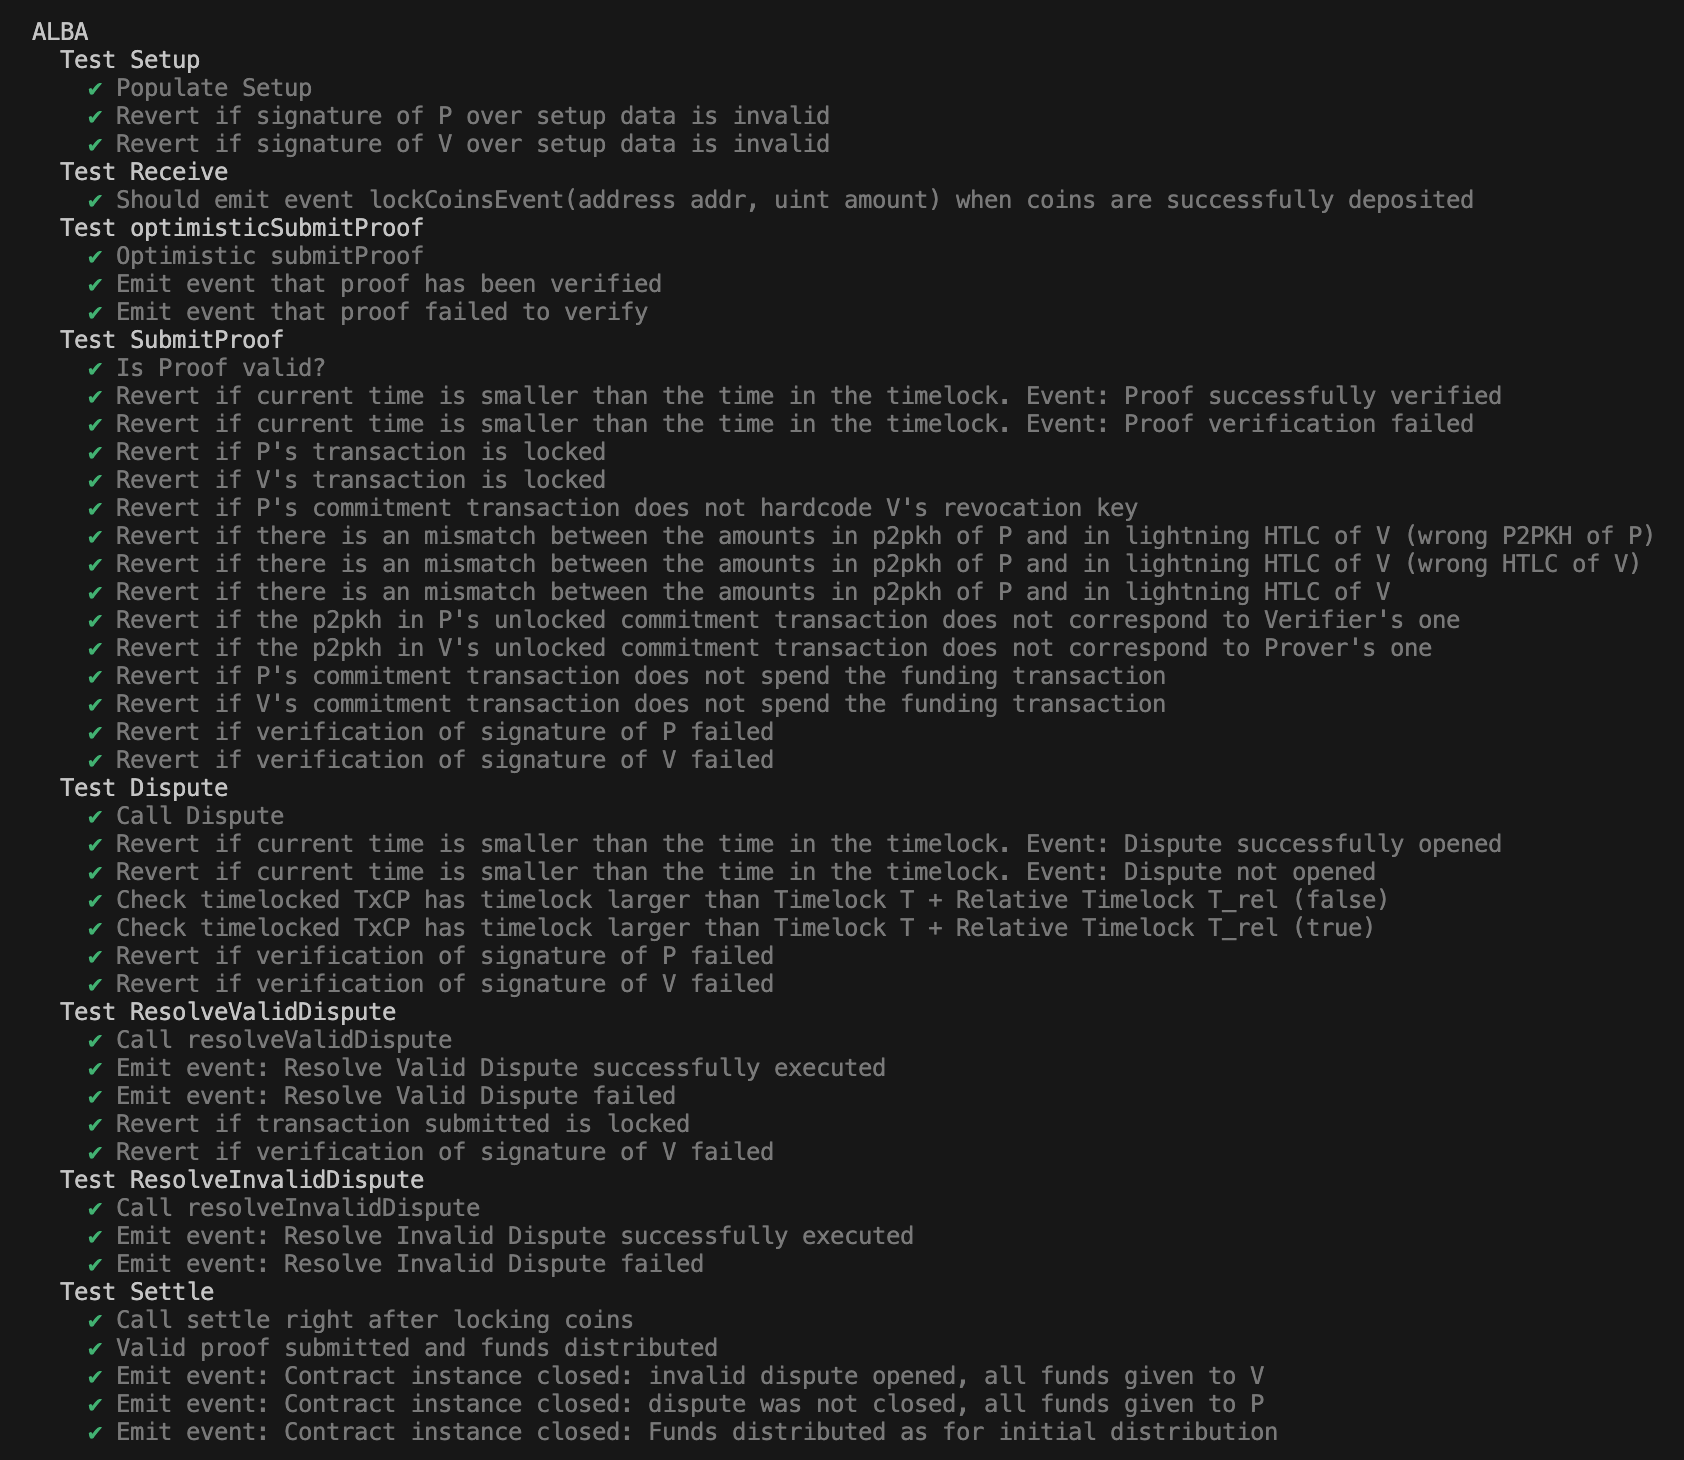 ALBA
Test Setup
✔ Populate Setup
✔ Revert if signature of P over setup data is invalid
✔ Revert if signature of V over setup data is invalid
Test Receive
✔ Should emit event lockCoinsEvent(address addr, uint amount) when coins are successfully deposited
Test optimisticSubmitProof
✔ Optimistic submitProof
✔ Emit event that proof has been verified
✔ Emit event that proof failed to verify
Test SubmitProof
✔ Is Proof valid?
✔ Revert if current time is smaller than the time in the timelock. Event: Proof successfully verified
✔ Revert if current time is smaller than the time in the timelock. Event: Proof verification failed
✔ Revert if P's transaction is locked
✔ Revert if V's transaction is locked
✔ Revert if P's commitment transaction does not hardcode V's revocation key
✔ Revert if there is an mismatch between the amounts in p2pkh of P and in lightning HTLC of V (wrong P2PKH of P)
✔ Revert if there is an mismatch between the amounts in p2pkh of P and in lightning HTLC of V (wrong HTLC of V)
✔ Revert if there is an mismatch between the amounts in p2pkh of P and in lightning HTLC of V
✔ Revert if the p2pkh in P's unlocked commitment transaction does not correspond to Verifier's one
✔ Revert if the p2pkh in V's unlocked commitment transaction does not correspond to Prover's one
✔ Revert if P's commitment transaction does not spend the funding transaction
✔ Revert if V's commitment transaction does not spend the funding transaction
✔ Revert if verification of signature of P failed
✔ Revert if verification of signature of V failed
Test Dispute
✔ Call Dispute
✔ Revert if current time is smaller than the time in the timelock. Event: Dispute successfully opened
✔ Revert if current time is smaller than the time in the timelock. Event: Dispute not opened
✔ Check timelocked TxCP has timelock larger than Timelock T + Relative Timelock T_rel (false)
✔ Check timelocked TxCP has timelock larger than Timelock T + Relative Timelock T_rel (true)
✔ Revert if verification of signature of P failed
✔ Revert if verification of signature of V failed
Test ResolveValidDispute
✔ Call resolveValidDispute
✔ Emit event: Resolve Valid Dispute successfully executed
✔ Emit event: Resolve Valid Dispute failed
✔ Revert if transaction submitted is locked
✔ Revert if verification of signature of V failed
Test ResolveInvalidDispute
✔ Call resolveInvalidDispute
✔ Emit event: Resolve Invalid Dispute successfully executed
✔ Emit event: Resolve Invalid Dispute failed
Test Settle
✔ Call settle right after locking coins
✔ Valid proof submitted and funds distributed
✔ Emit event: Contract instance closed: invalid dispute opened, all funds given to V
✔ Emit event: Contract instance closed: dispute was not closed, all funds given to P
✔ Emit event: Contract instance closed: Funds distributed as for initial distribution